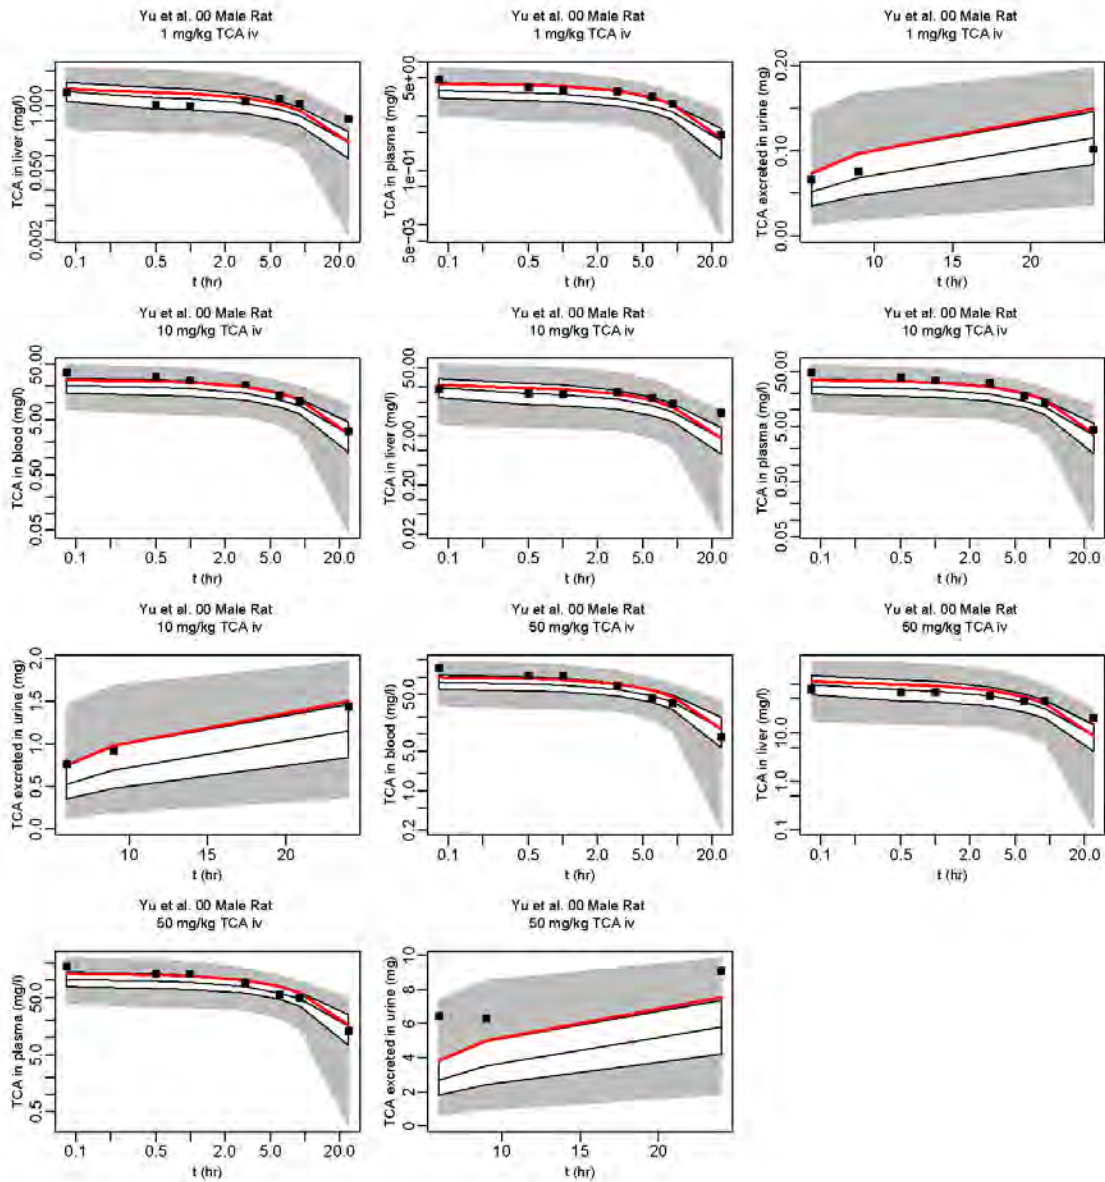 Yu et al. 00 Male Rat
1 mg/kg TCA iv
TCA in liver (mg/l)
1.000
0.050
0.002
0.1 0.5 2.0 5.0 20.0
t (hr)
Yu et al. 00 Male Rat
1 mg/kg TCA iv
TCA in plasma (mg/l)
5e+00
1e-01
5e-03
0.1 0.5 2.0 5.0 20.0
t (hr)
Yu et al. 00 Male Rat
1 mg/kg TCA iv
TCA excreted in urine (mg)
0.20
0.10
0.00
10 15 20
t (hr)
Yu et al. 00 Male Rat
10 mg/kg TCA iv
TCA in blood (mg/l)
50.00
5.00
0.50
0.05
0.1 0.5 2.0 5.0 20.0
t (hr)
Yu et al. 00 Male Rat
10 mg/kg TCA iv
TCA in liver (mg/l)
50.00
2.00
0.20
0.02
0.1 0.5 2.0 5.0 20.0
t (hr)
Yu et al. 00 Male Rat
10 mg/kg TCA iv
TCA in plasma (mg/l)
50.00
5.00
0.50
0.05
0.1 0.5 2.0 5.0 20.0
t (hr)
Yu et al. 00 Male Rat
10 mg/kg TCA iv
TCA excreted in urine (mg)
2.0
1.5
1.0
0.5
0.0
10 15 20
t (hr)
Yu et al. 00 Male Rat
50 mg/kg TCA iv
TCA in blood (mg/l)
50.0
5.0
1.0
0.2
0.1 0.5 2.0 5.0 20.0
t (hr)
Yu et al. 00 Male Rat
50 mg/kg TCA iv
TCA in liver (mg/l)
10.0
1.0
0.1
0.1 0.5 2.0 5.0 20.0
t (hr)
Yu et al. 00 Male Rat
50 mg/kg TCA iv
TCA in plasma (mg/l)
50.0
5.0
0.5
0.1 0.5 2.0 5.0 20.0
t (hr)
Yu et al. 00 Male Rat
50 mg/kg TCA iv
TCA excreted in urine (mg)
10
8
6
4
2
0
10 15 20
t (hr)